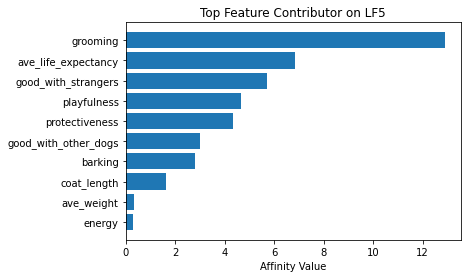 Top Feature Contributor on LF5
grooming
ave_life_expectancy
good_with_strangers
playfulness
protectiveness
good_with_other_dogs
barking
coat_length
ave_weight
energy
0 2 4 6 8 10 12
Affinity Value